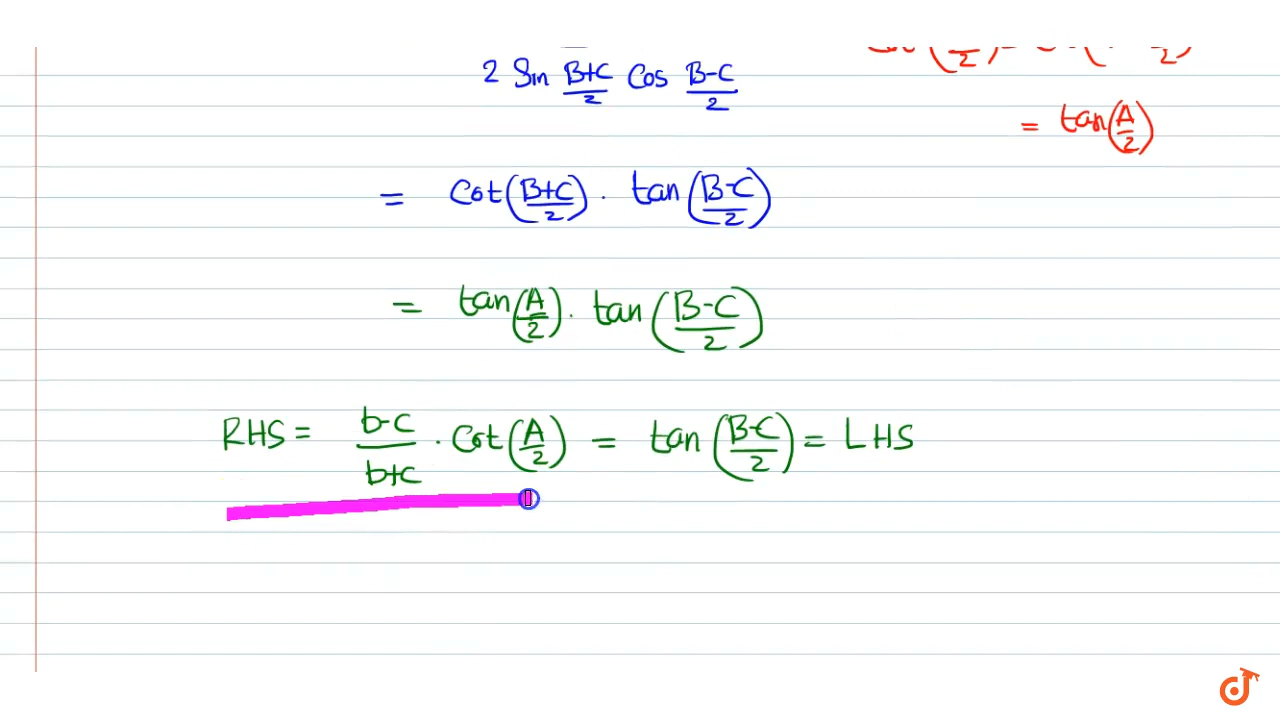 2 Sin B+C/2 Cos B-C/2
= tan(A/2)
= Cot(B+C/2) . tan(B-C/2)
= tan(A/2) . tan(B-C/2)
RHS = b-c/b+c . Cot(A/2) = tan(B-C/2) = LHS